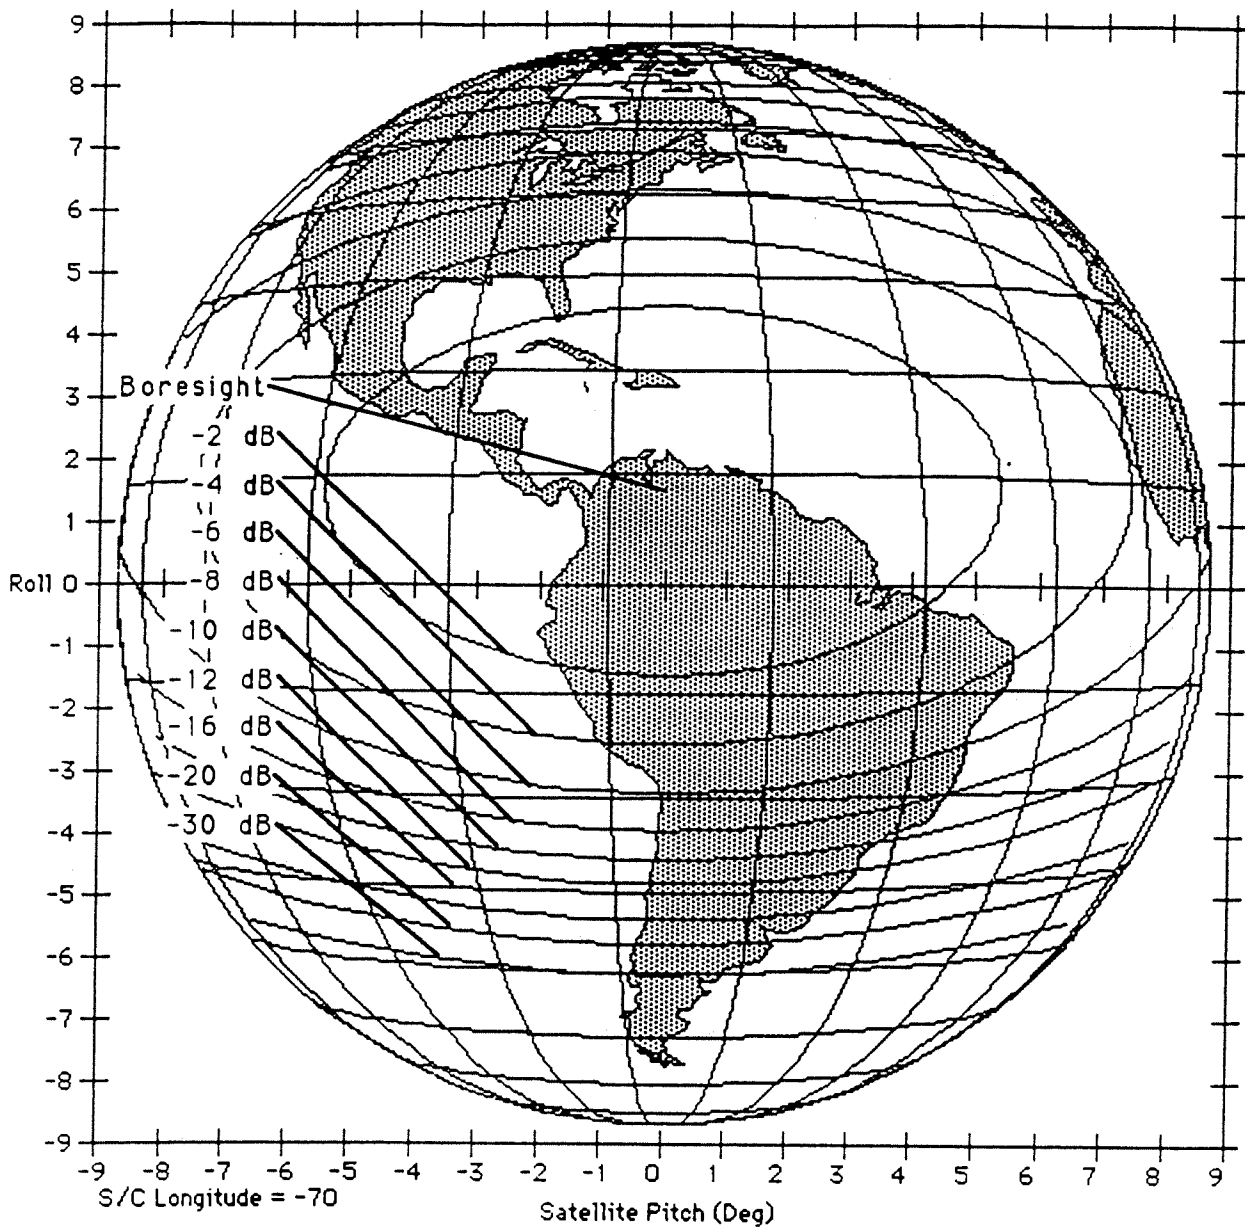 9
8
7
6
5
4
Boresight 3
-2 dB
2
-4 dB
1
-6 dB
Roll 0
-8 dB
-10 dB
-1
-12 dB
-2
-16 dB
-3
-20 dB
-30 dB
-4
-5
-6
-7
-8
-9
-9 -8 -7 -6 -5 -4 -3 -2 -1 0 1 2 3 4 5 6 7 8 9
S/C Longitude = -70
Satellite Pitch (Deg)